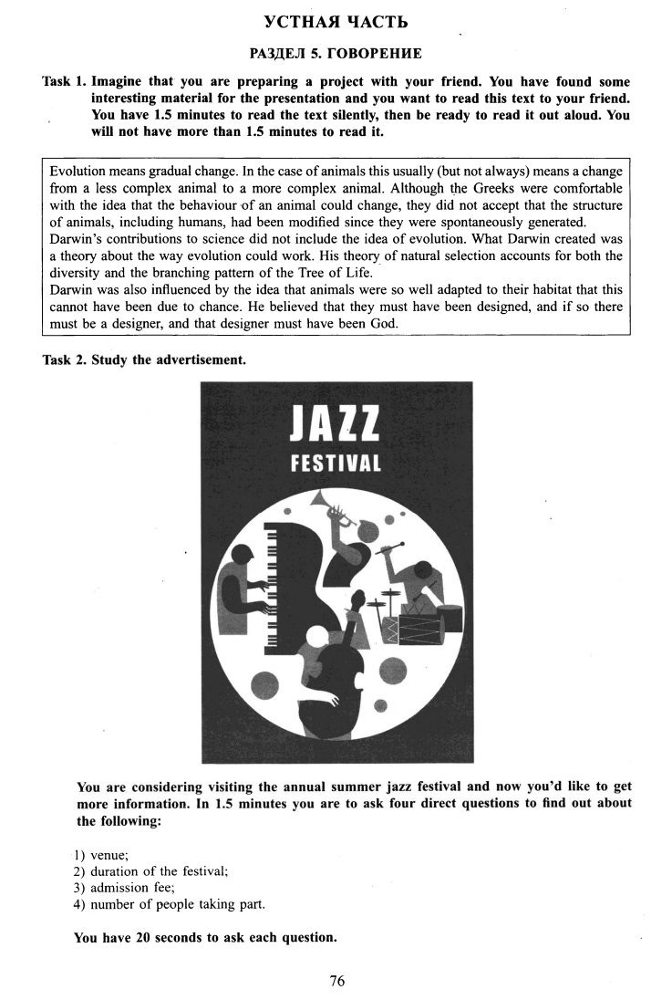 УСТНАЯ ЧАСТЬ
РАЗДЕЛ 5. ГОВОРЕНИЕ
Task 1. Imagine that you are preparing a project with your friend. You have found some
interesting material for the presentation and you want to read this text to your friend.
You have 1.5 minutes to read the text silently, then be ready to read it out aloud. You
will not have more than 1.5 minutes to read it.
Evolution means gradual change. In the case of animals this usually (but not always) means a change
from a less complex animal to a more complex animal. Although the Greeks were comfortable
with the idea that the behaviour of an animal could change, they did not accept that the structure
of animals, including humans, had been modified since they were spontaneously generated.
Darwin's contributions to science did not include the idea of evolution. What Darwin created was
a theory about the way evolution could work. His theory of natural selection accounts for both the
diversity and the branching pattern of the Tree of Life.
Darwin was also influenced by the idea that animals were so well adapted to their habitat that this
cannot have been due to chance. He believed that they must have been designed, and if so there
must be a designer, and that designer must have been God.
Task 2. Study the advertisement.
JAZZ
FESTIVAL
You are considering visiting the annual summer jazz festival and now you'd like to get
more information. In 1.5 minutes you are to ask four direct questions to find out about
the following:
1) venue;
2) duration of the festival;
3) admission fee;
4) number of people taking part.
You have 20 seconds to ask each question.
76